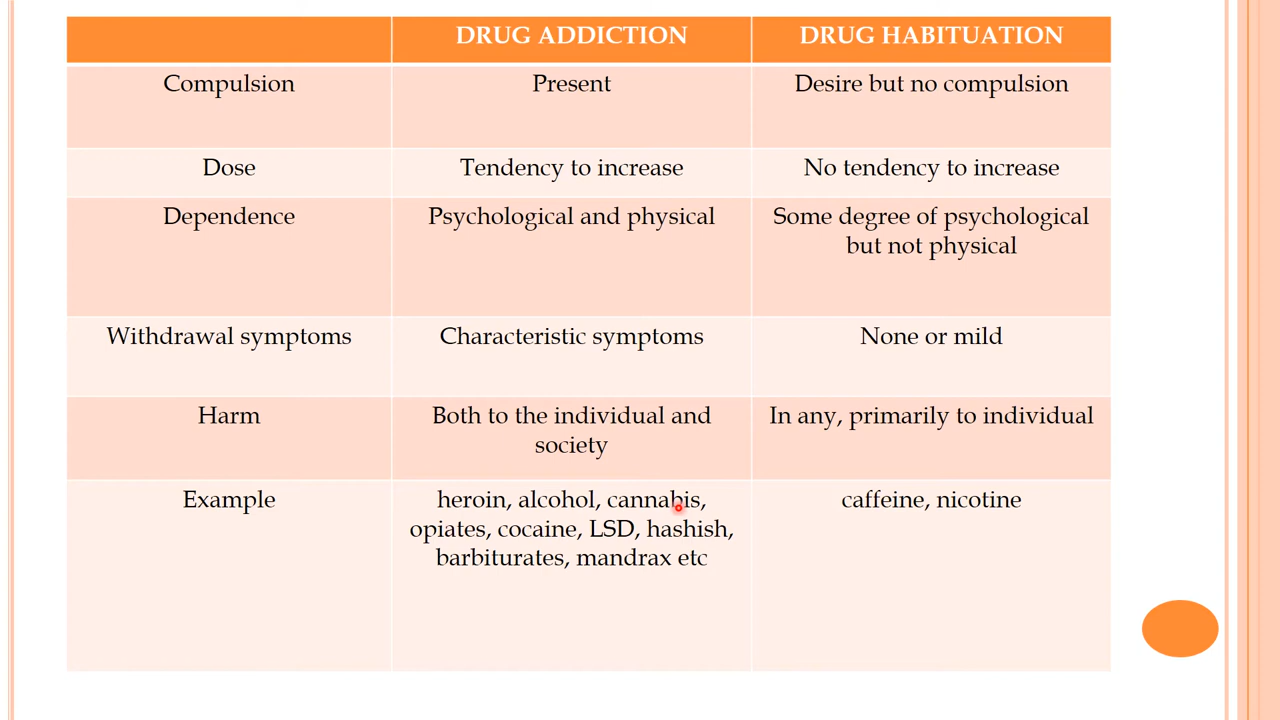 DRUG ADDICTION DRUG HABITUATION
Compulsion Present Desire but no compulsion
Dose Tendency to increase No tendency to increase
Dependence Psychological and physical Some degree of psychological
but not physical
Withdrawal symptoms Characteristic symptoms None or mild
Harm Both to the individual and In any, primarily to individual
society
Example heroin, alcohol, cannabis, caffeine, nicotine
opiates, cocaine, LSD, hashish,
barbiturates, mandrax etc